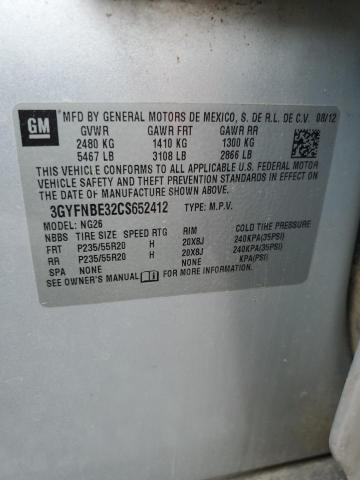 GM
MFD BY GENERAL MOTORS DE MEXICO, S. DE R.L. DE C.V. 08/12
GVWR GAWR FRT GAWR RR
2480 KG 1410 KG 1300 KG
5467 LB 3108 LB 2866 LB
THIS VEHICLE CONFORMS TO ALL APPLICABLE U.S. FEDERAL MOTOR
VEHICLE SAFETY AND THEFT PREVENTION STANDARDS IN EFFECT ON
THE DATE OF MANUFACTURE SHOWN ABOVE.
3GYFNBE32CS652412 TYPE: M.P.V.
MODEL: NG26
NBBS TIRE SIZE SPEED RTG RIM COLD TIRE PRESSURE
FRT P235/55R20 H 20X8J 240KPA(35PSI)
RR P235/55R20 H 20X8J 240KPA(35PSI)
SPA NONE NONE KPA(PSI)
SEE OWNER'S MANUAL FOR MORE INFORMATION.